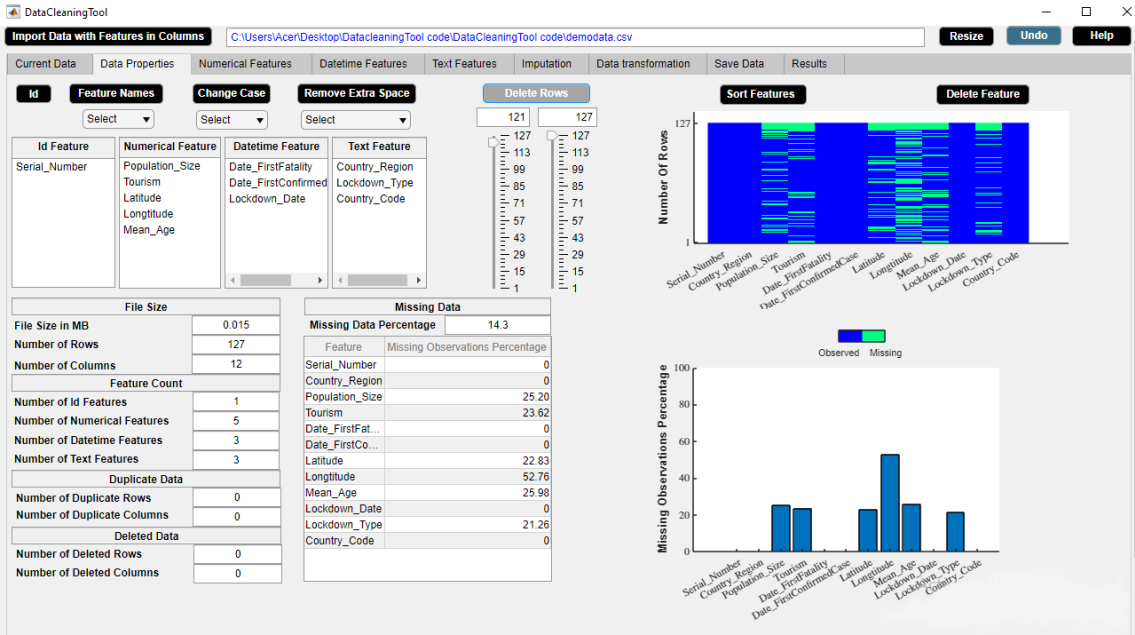 DataCleaningTool
Import Data with Features in Columns C:\Users\Acer\Desktop\DatacleaningTool code\DataCleaningTool code\demodata.csv Resize Undo Help
Current Data Data Properties Numerical Features Datetime Features Text Features Imputation Data transformation Save Data Results
Id Feature Names Change Case Remove Extra Space Delete Rows Sort Features Delete Feature
Select Select Select 121 127
Id Feature Numerical Feature Datetime Feature Text Feature
Serial_Number Population_Size Date_FirstFatality Country_Region
Tourism Date_FirstConfirmed Lockdown_Type
Latitude Lockdown_Date Country_Code
Longtitude
Mean_Age
127 127
113 113
99 99
85 85
71 71
57 57
43 43
29 29
15 15
1 1
Number Of Rows
127
1
Serial_Number Country_Region Population_Size Tourism Date_FirstFatality Date_FirstConfirmedCase Latitude Longtitude Mean_Age Lockdown_Date Lockdown_Type Country_Code
Observed Missing
File Size
File Size in MB 0.015
Number of Rows 127
Number of Columns 12
Feature Count
Number of Id Features 1
Number of Numerical Features 5
Number of Datetime Features 3
Number of Text Features 3
Duplicate Data
Number of Duplicate Rows 0
Number of Duplicate Columns 0
Deleted Data
Number of Deleted Rows 0
Number of Deleted Columns 0
Missing Data
Missing Data Percentage 14.3
Feature Missing Observations Percentage
Serial_Number 0
Country_Region 0
Population_Size 25.20
Tourism 23.62
Date_FirstFat... 0
Date_FirstCo... 0
Latitude 22.83
Longtitude 52.76
Mean_Age 25.98
Lockdown_Date 0
Lockdown_Type 21.26
Country_Code 0
Missing Observations Percentage
100
80
60
40
20
0
Serial_Number Country_Region Population_Size Tourism Date_FirstFatality Date_FirstConfirmedCase Latitude Longtitude Mean_Age Lockdown_Date Lockdown_Type Country_Code